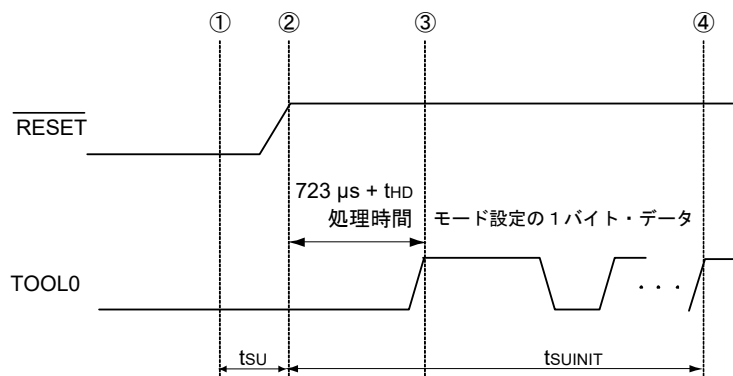 ① ② ③ ④
RESET
723 µs + tHD
処理時間 モード設定の1バイト・データ
TOOL0
・・・
tSU tSUINIT